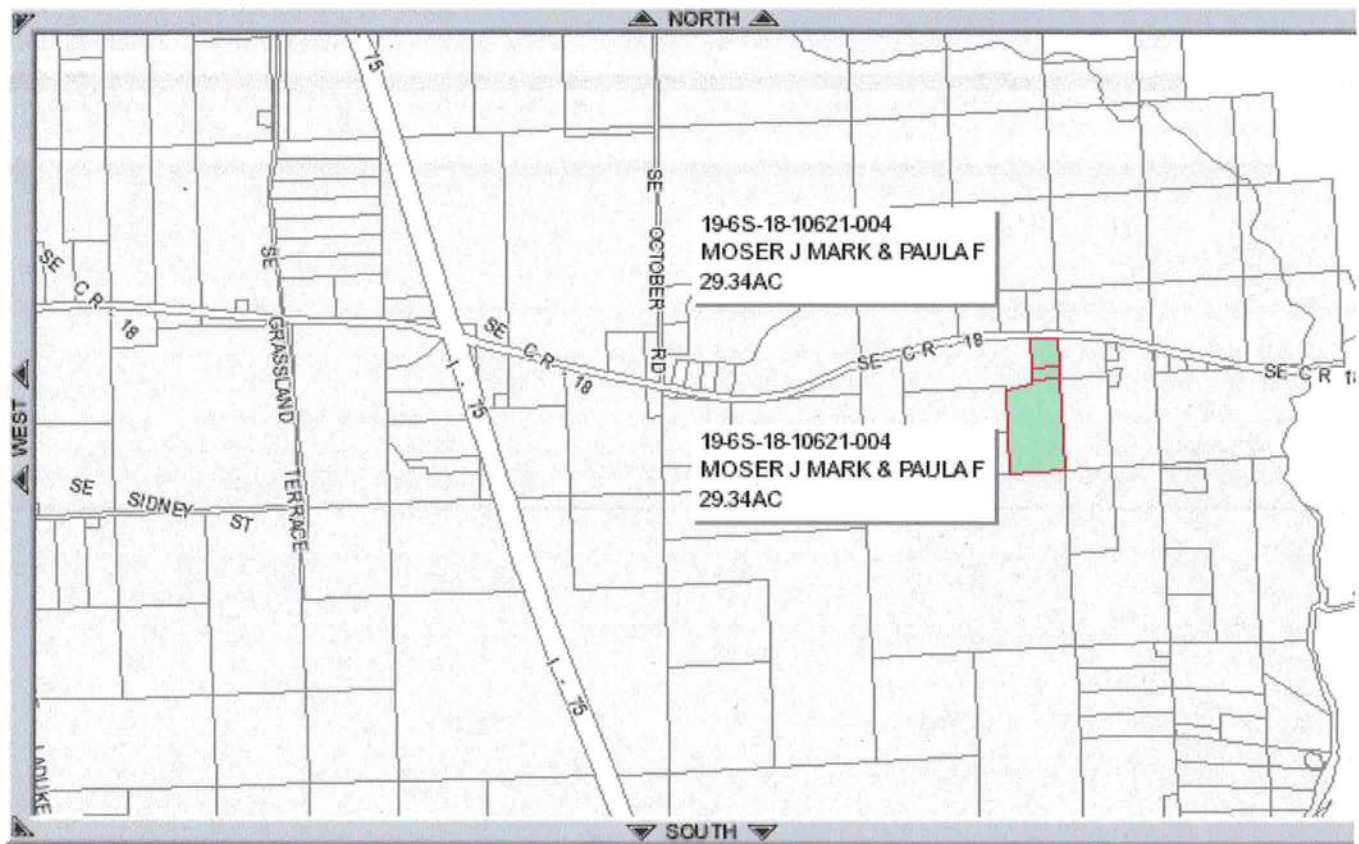 NORTH
75
SE
OCTOBER
RD
19-6S-18-10621-004
MOSER J MARK & PAULA F
29.34AC
SE
C R
18
SE
GRASSLAND
TERRACE
SE
C R
18
SE C R 18
SE C R
WEST
I - 75
19-6S-18-10621-004
MOSER J MARK & PAULA F
29.34AC
SE
SIDNEY
ST
I - 75
SOUTH